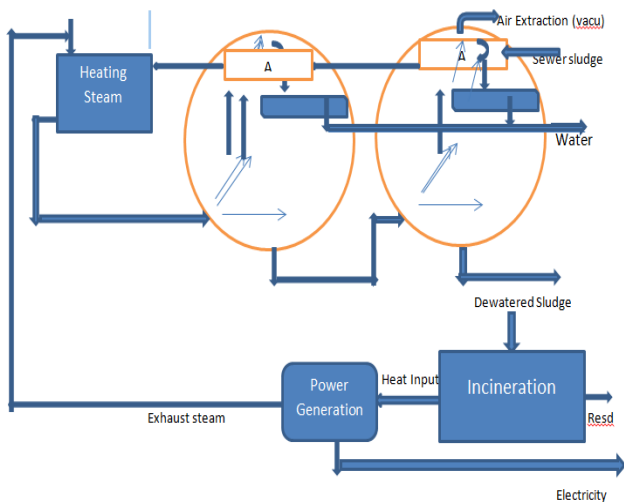 Air Extraction (vacu)
Sewer sludge
Heating
Steam
A
A
Water
Dewatered Sludge
Power
Generation
Heat Input
Incineration
Exhaust steam
Resd
Electricity